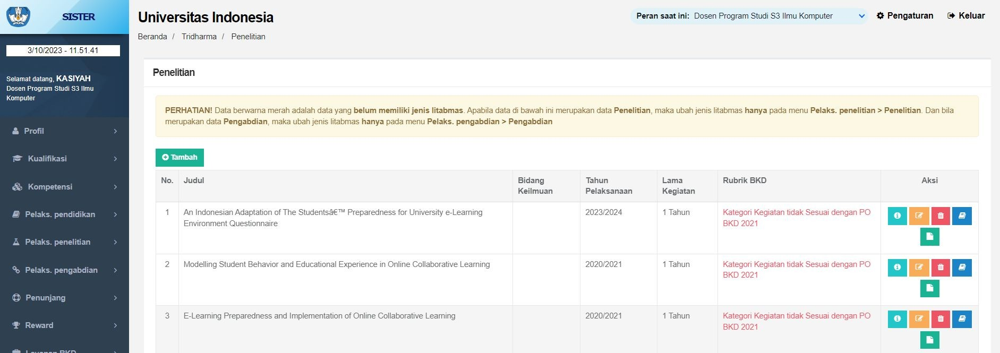 SISTER
Universitas Indonesia
Peran saat ini: Dosen Program Studi S3 Ilmu Komputer
Pengaturan
Keluar
Beranda / Tridharma / Penelitian
3/10/2023 - 11.51.41
Selamat datang, KASIYAH
Dosen Program Studi S3 Ilmu
Komputer
Profil
Kualifikasi
Kompetensi
Pelaks. pendidikan
Pelaks. penelitian
Pelaks. pengabdian
Penunjang
Reward
Layanan BKD
Penelitian
PERHATIAN! Data berwarna merah adalah data yang belum memiliki jenis litabmas. Apabila data di bawah ini merupakan data Penelitian, maka ubah jenis litabmas hanya pada menu Pelaks. penelitian > Penelitian. Dan bila
merupakan data Pengabdian, maka ubah jenis litabmas hanya pada menu Pelaks. pengabdian > Pengabdian
Tambah
No. Judul Bidang Keilmuan Tahun Pelaksanaan Lama Kegiatan Rubrik BKD Aksi
1 An Indonesian Adaptation of The Studentsâ€™ Preparedness for University e-Learning 2023/2024 1 Tahun Kategori Kegiatan tidak Sesuai dengan PO
Environment Questionnaire BKD 2021
2 Modelling Student Behavior and Educational Experience in Online Collaborative Learning 2020/2021 1 Tahun Kategori Kegiatan tidak Sesuai dengan PO
BKD 2021
3 E-Learning Preparedness and Implementation of Online Collaborative Learning 2020/2021 1 Tahun Kategori Kegiatan tidak Sesuai dengan PO
BKD 2021